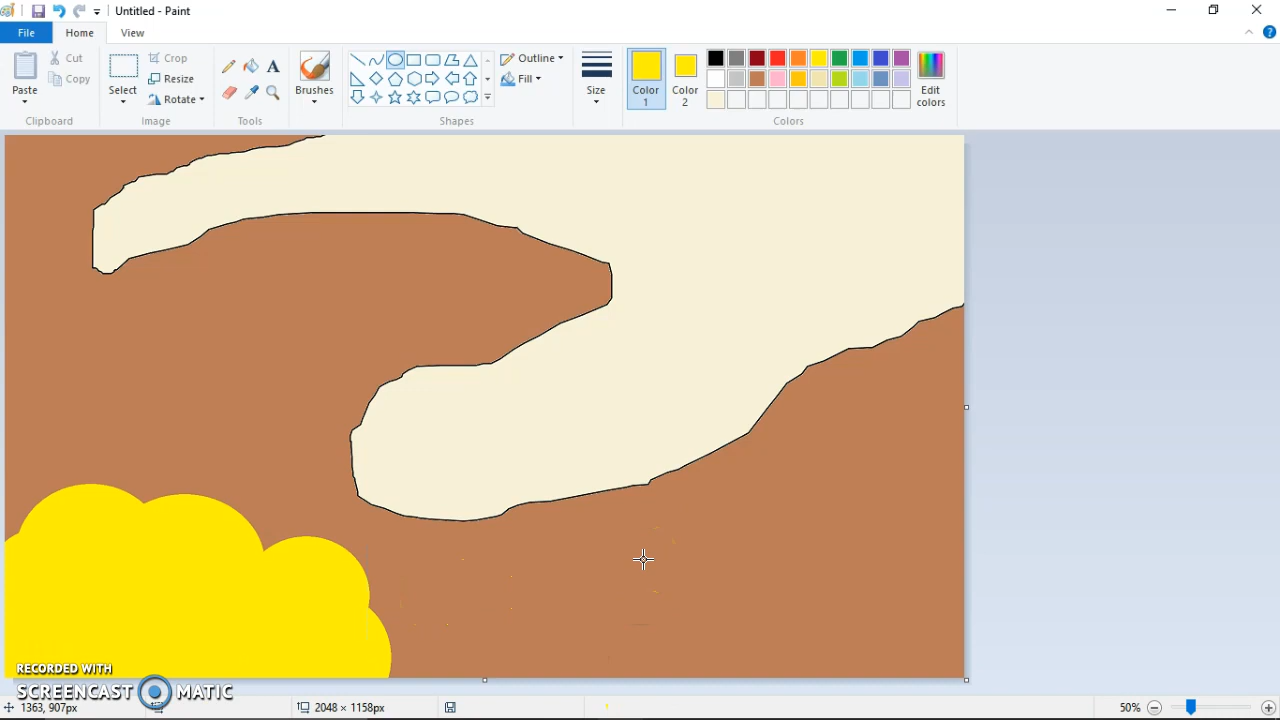 Untitled - Paint
File Home View
Paste
Cut
Copy
Clipboard
Select
Crop
Resize
Rotate
Image
Tools
Brushes
Shapes
Outline
Fill
Size
Color 1
Color 2
Edit colors
Colors
RECORDED WITH
SCREENCAST MATIC
1363, 907px
2048 × 1158px
50%